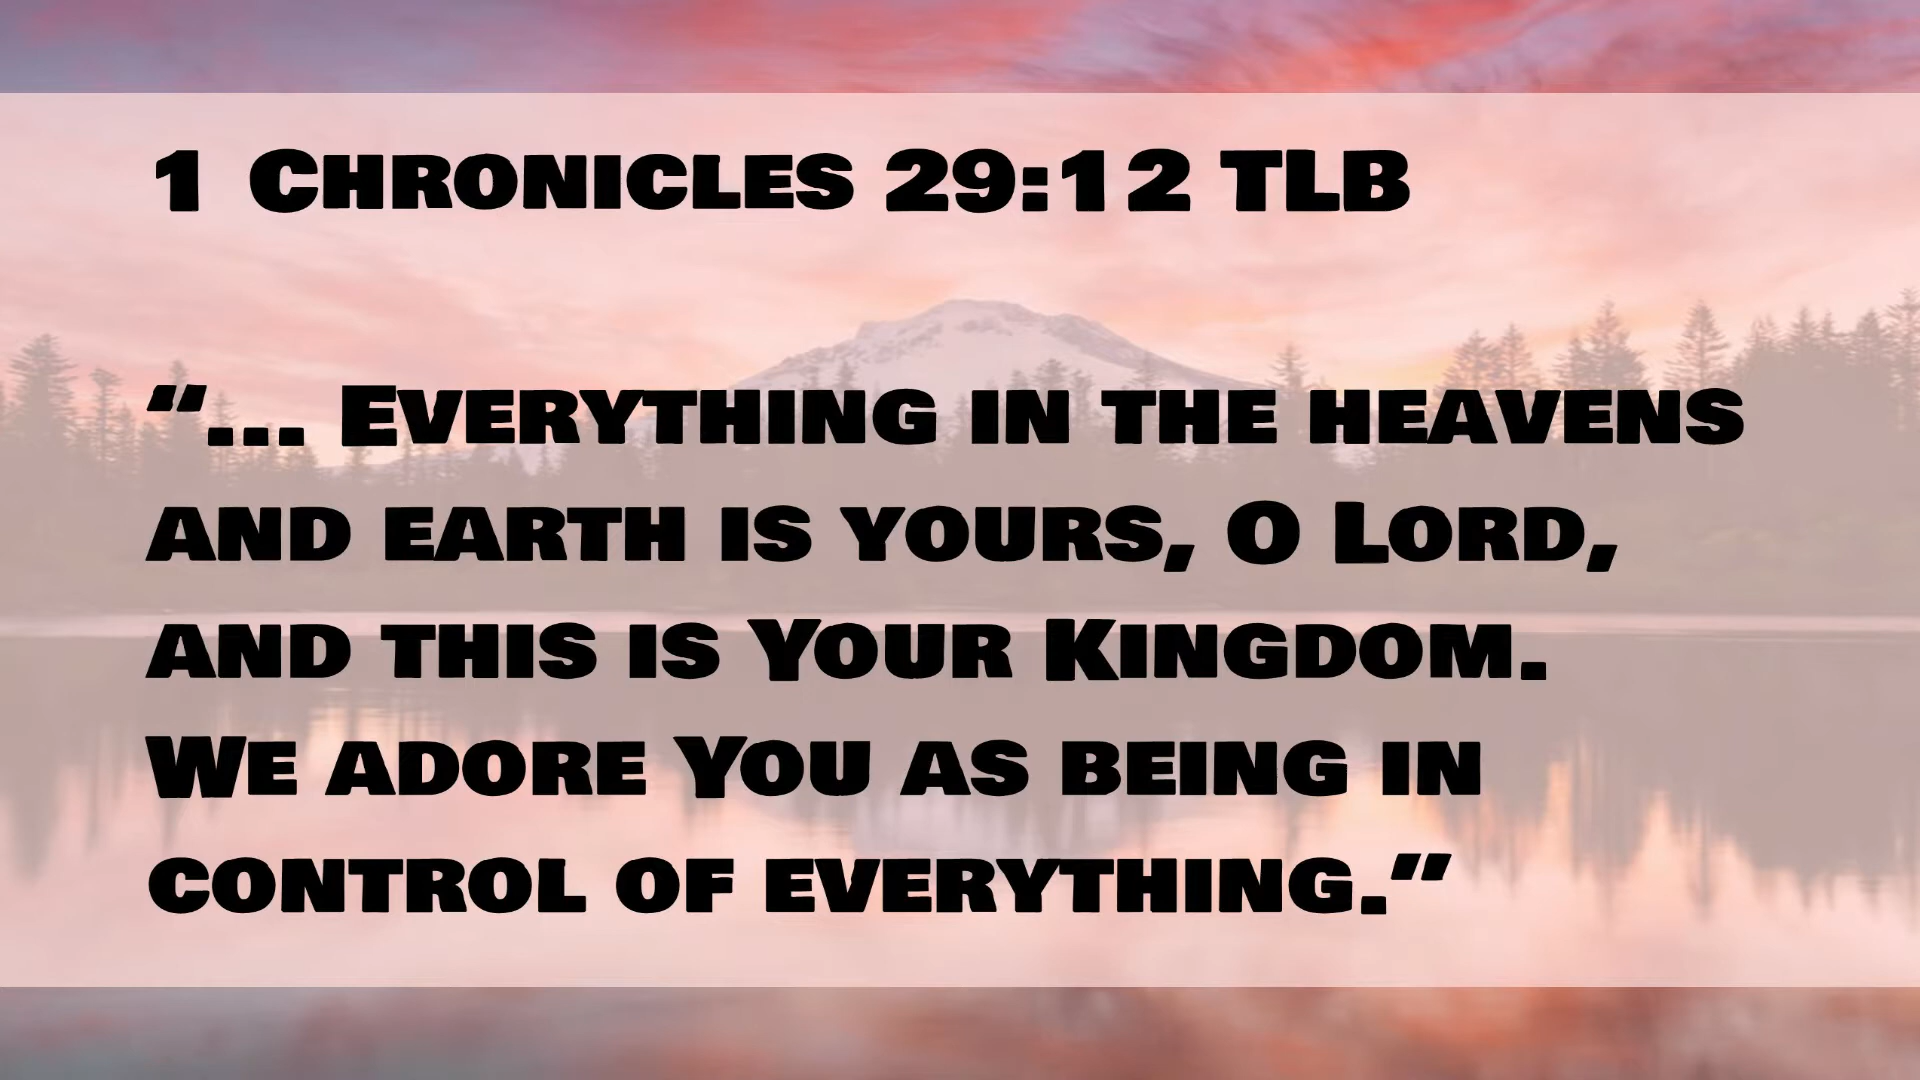 1 Chronicles 29:12 TLB
“... Everything in the heavens
and earth is yours, O Lord,
and this is Your Kingdom.
We adore You as being in
control of everything.”